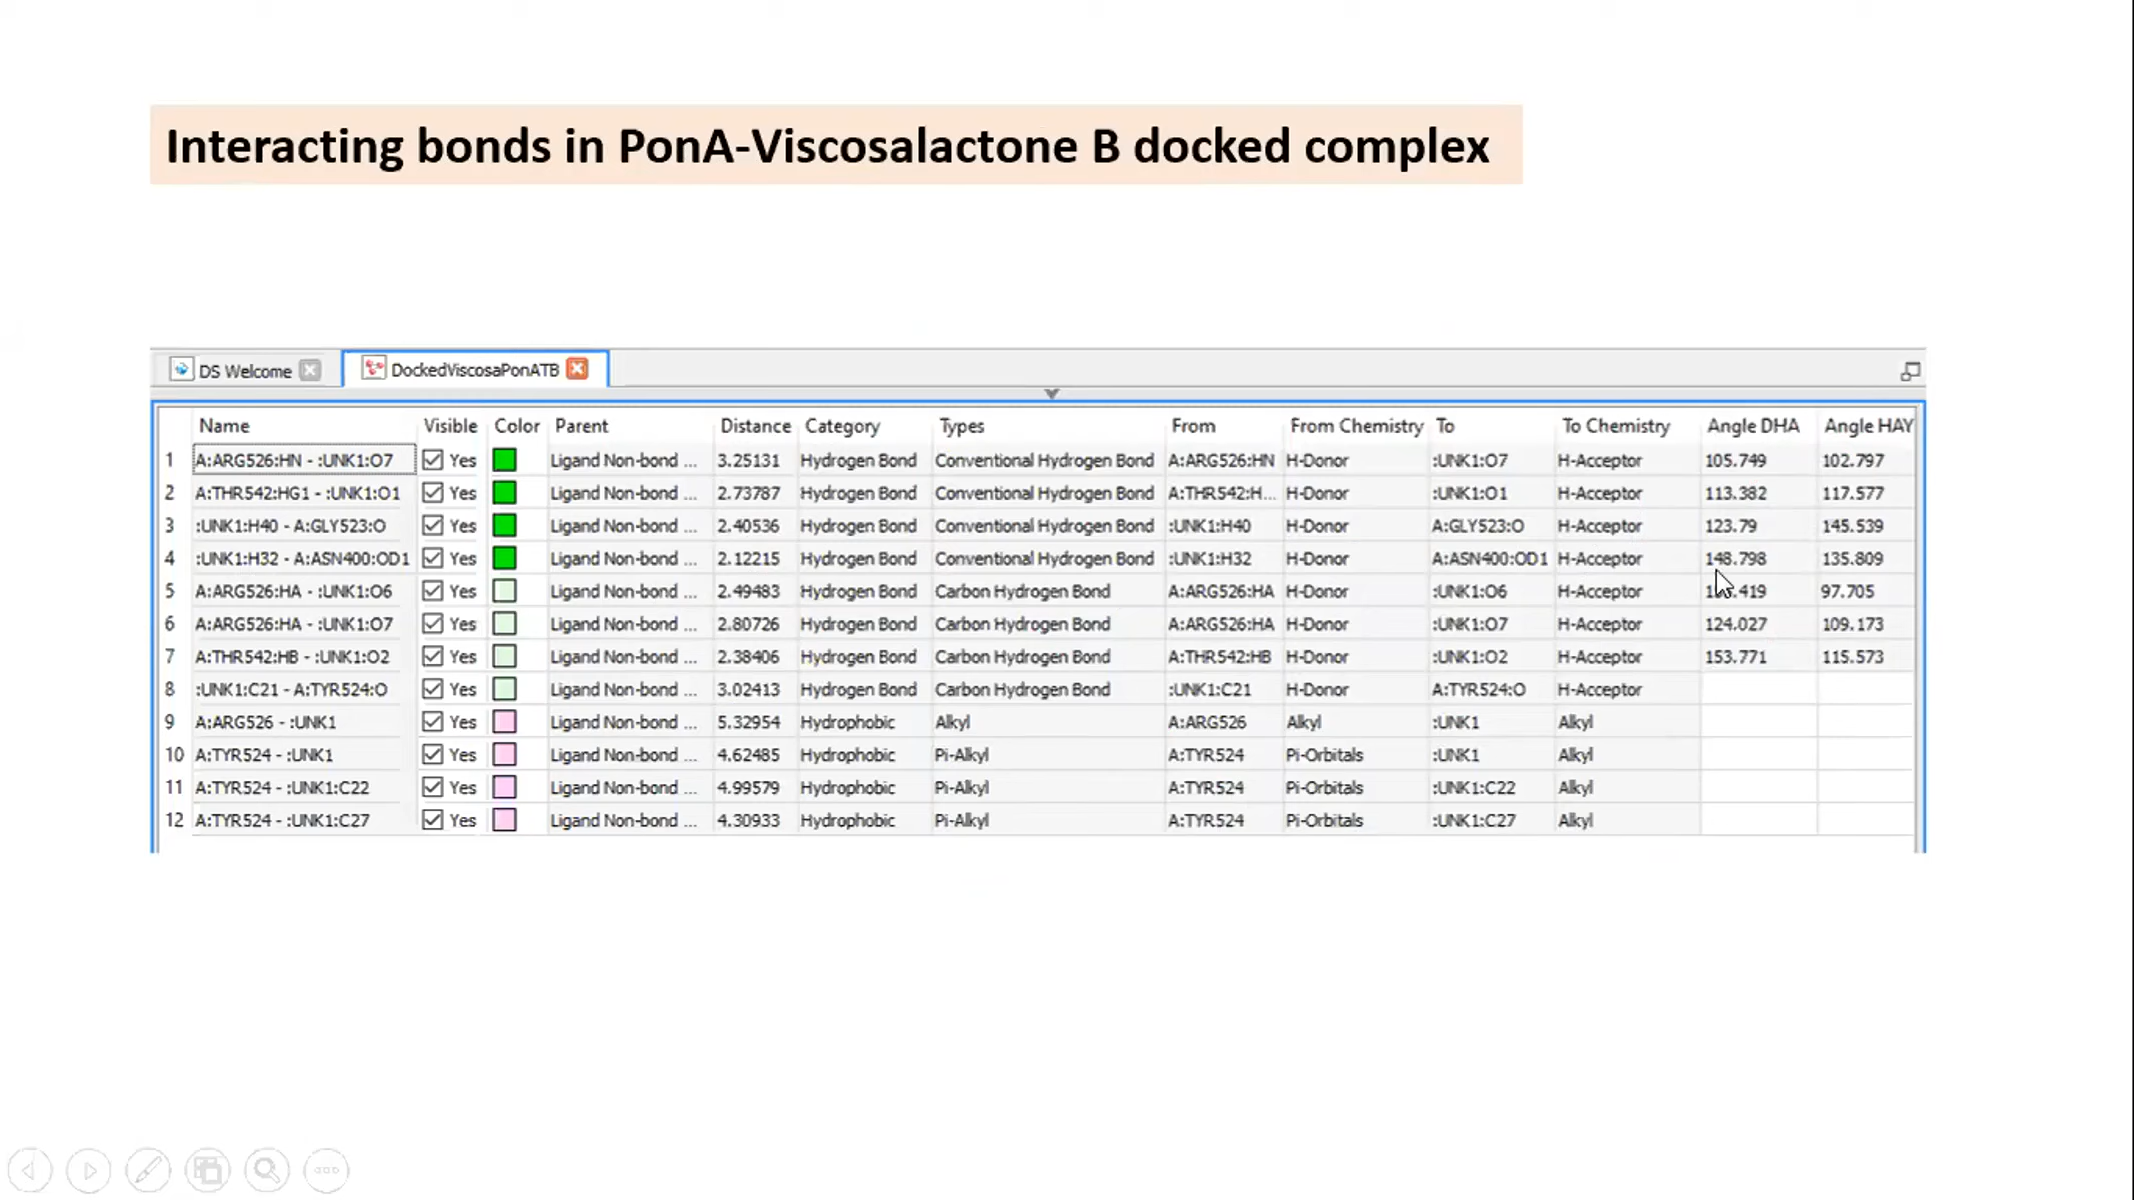 Interacting bonds in PonA-Viscosalactone B docked complex
DS Welcome DockedViscosaPonATB
Name Visible Color Parent Distance Category Types From From Chemistry To To Chemistry Angle DHA Angle HAY
1 A:ARG526:HN - :UNK1:O7 Yes Ligand Non-bond ... 3.25131 Hydrogen Bond Conventional Hydrogen Bond A:ARG526:HN H-Donor :UNK1:O7 H-Acceptor 105.749 102.797
2 A:THR542:HG1 - :UNK1:O1 Yes Ligand Non-bond ... 2.73787 Hydrogen Bond Conventional Hydrogen Bond A:THR542:H... H-Donor :UNK1:O1 H-Acceptor 113.382 117.577
3 :UNK1:H40 - A:GLY523:O Yes Ligand Non-bond ... 2.40536 Hydrogen Bond Conventional Hydrogen Bond :UNK1:H40 H-Donor A:GLY523:O H-Acceptor 123.79 145.539
4 :UNK1:H32 - A:ASN400:OD1 Yes Ligand Non-bond ... 2.12215 Hydrogen Bond Conventional Hydrogen Bond :UNK1:H32 H-Donor A:ASN400:OD1 H-Acceptor 148.798 135.809
5 A:ARG526:HA - :UNK1:O6 Yes Ligand Non-bond ... 2.49483 Hydrogen Bond Carbon Hydrogen Bond A:ARG526:HA H-Donor :UNK1:O6 H-Acceptor 97.705
6 A:ARG526:HA - :UNK1:O7 Yes Ligand Non-bond ... 2.80726 Hydrogen Bond Carbon Hydrogen Bond A:ARG526:HA H-Donor :UNK1:O7 H-Acceptor 124.027 109.173
7 A:THR542:HB - :UNK1:O2 Yes Ligand Non-bond ... 2.38406 Hydrogen Bond Carbon Hydrogen Bond A:THR542:HB H-Donor :UNK1:O2 H-Acceptor 153.771 115.573
8 :UNK1:C21 - A:TYR524:O Yes Ligand Non-bond ... 3.02413 Hydrogen Bond Carbon Hydrogen Bond :UNK1:C21 H-Donor A:TYR524:O H-Acceptor
9 A:ARG526 - :UNK1 Yes Ligand Non-bond ... 5.32954 Hydrophobic Alkyl A:ARG526 Alkyl :UNK1 Alkyl
10 A:TYR524 - :UNK1 Yes Ligand Non-bond ... 4.62485 Hydrophobic Pi-Alkyl A:TYR524 Pi-Orbitals :UNK1 Alkyl
11 A:TYR524 - :UNK1:C22 Yes Ligand Non-bond ... 4.99579 Hydrophobic Pi-Alkyl A:TYR524 Pi-Orbitals :UNK1:C22 Alkyl
12 A:TYR524 - :UNK1:C27 Yes Ligand Non-bond ... 4.30933 Hydrophobic Pi-Alkyl A:TYR524 Pi-Orbitals :UNK1:C27 Alkyl